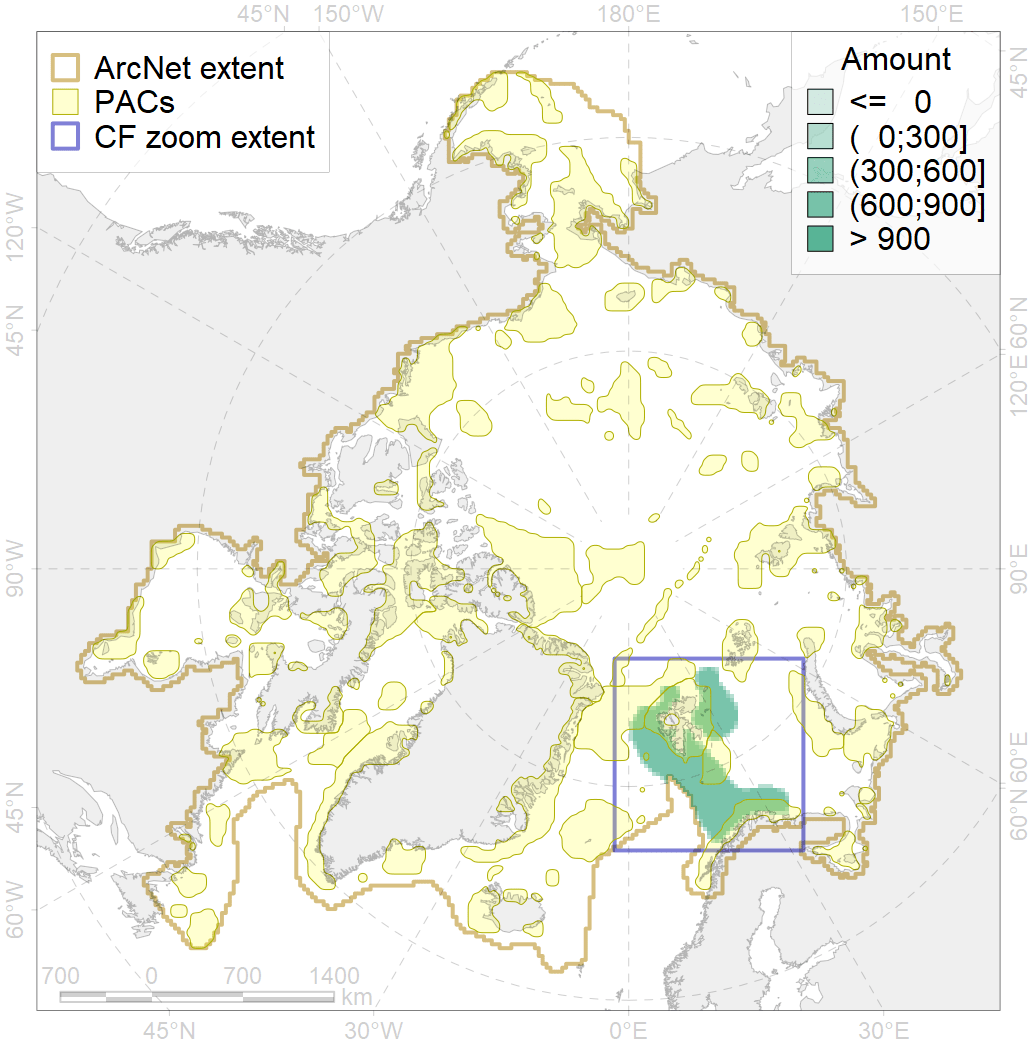 45°N 150°W 180°E 150°E
ArcNet extent
PACs
CF zoom extent
Amount
<= 0
( 0;300]
(300;600]
(600;900]
> 900
45°N
120°W
60°N
45°N
120°E
90°W
90°E
45°N
60°N
60°E
60°W
700 0 700 1400
km
45°N 30°W 0°E 30°E